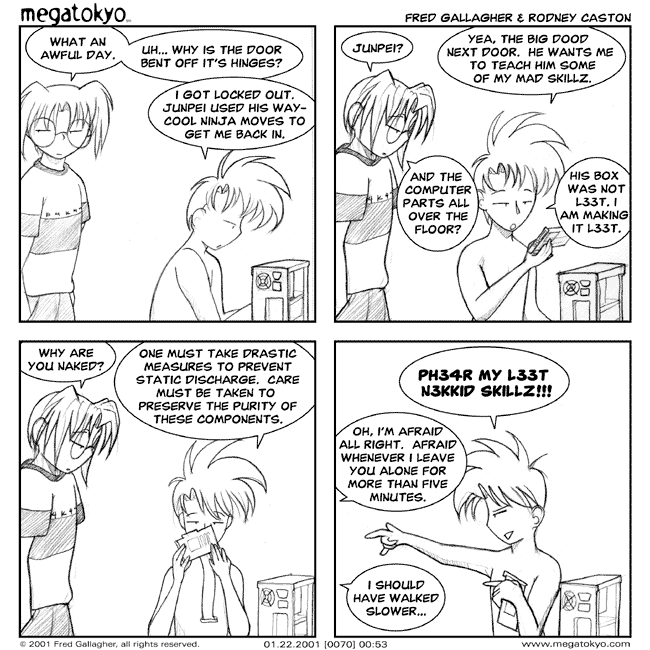 megatokyo
FRED GALLAGHER & RODNEY CASTON
WHAT AN
AWFUL DAY.
UH... WHY IS THE DOOR
BENT OFF IT'S HINGES?
I GOT LOCKED OUT.
JUNPEI USED HIS WAY-
COOL NINJA MOVES TO
GET ME BACK IN.
JUNPEI?
YEA, THE BIG DOOD
NEXT DOOR. HE WANTS ME
TO TEACH HIM SOME
OF MY MAD SKILLZ.
AND THE
COMPUTER
PARTS ALL
OVER THE
FLOOR?
HIS BOX
WAS NOT
L33T. I
AM MAKING
IT L33T.
WHY ARE
YOU NAKED?
ONE MUST TAKE DRASTIC
MEASURES TO PREVENT
STATIC DISCHARGE. CARE
MUST BE TAKEN TO
PRESERVE THE PURITY OF
THESE COMPONENTS.
PH34R MY L33T
N3KKID SKILLZ!!!
OH, I'M AFRAID
ALL RIGHT. AFRAID
WHENEVER I LEAVE
YOU ALONE FOR
MORE THAN FIVE
MINUTES.
I SHOULD
HAVE WALKED
SLOWER...
© 2001 Fred Gallagher, all rights reserved.
01.22.2001 [0070] 00:53
www.megatokyo.com